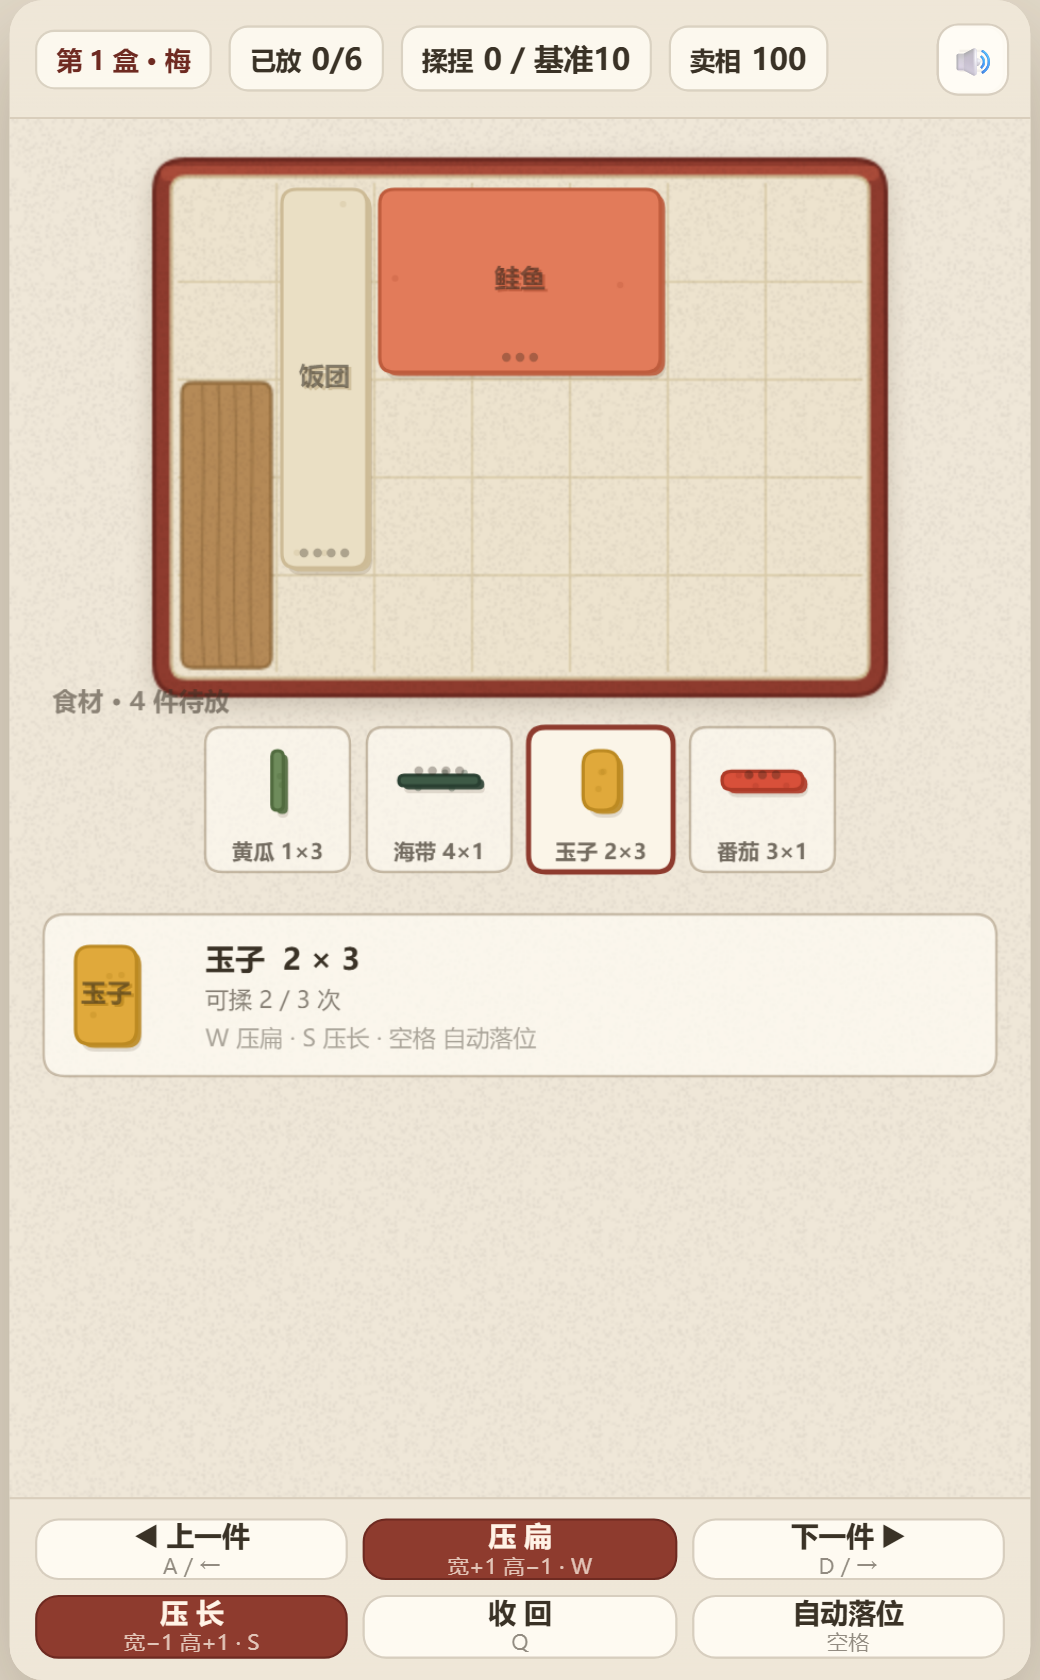 第 1 盒 · 梅
已放 0/6
揉捏 0 / 基准10
卖相 100
鲑鱼
饭团
食材 · 4 件待放
黄瓜 1×3
海带 4×1
玉子 2×3
番茄 3×1
玉子
玉子 2 × 3
可揉 2 / 3 次
W 压扁 · S 压长 · 空格 自动落位
◀ 上一件
A / ←
压 扁
宽+1 高−1 · W
下一件 ▶
D / →
压 长
宽−1 高+1 · S
收 回
Q
自动落位
空格